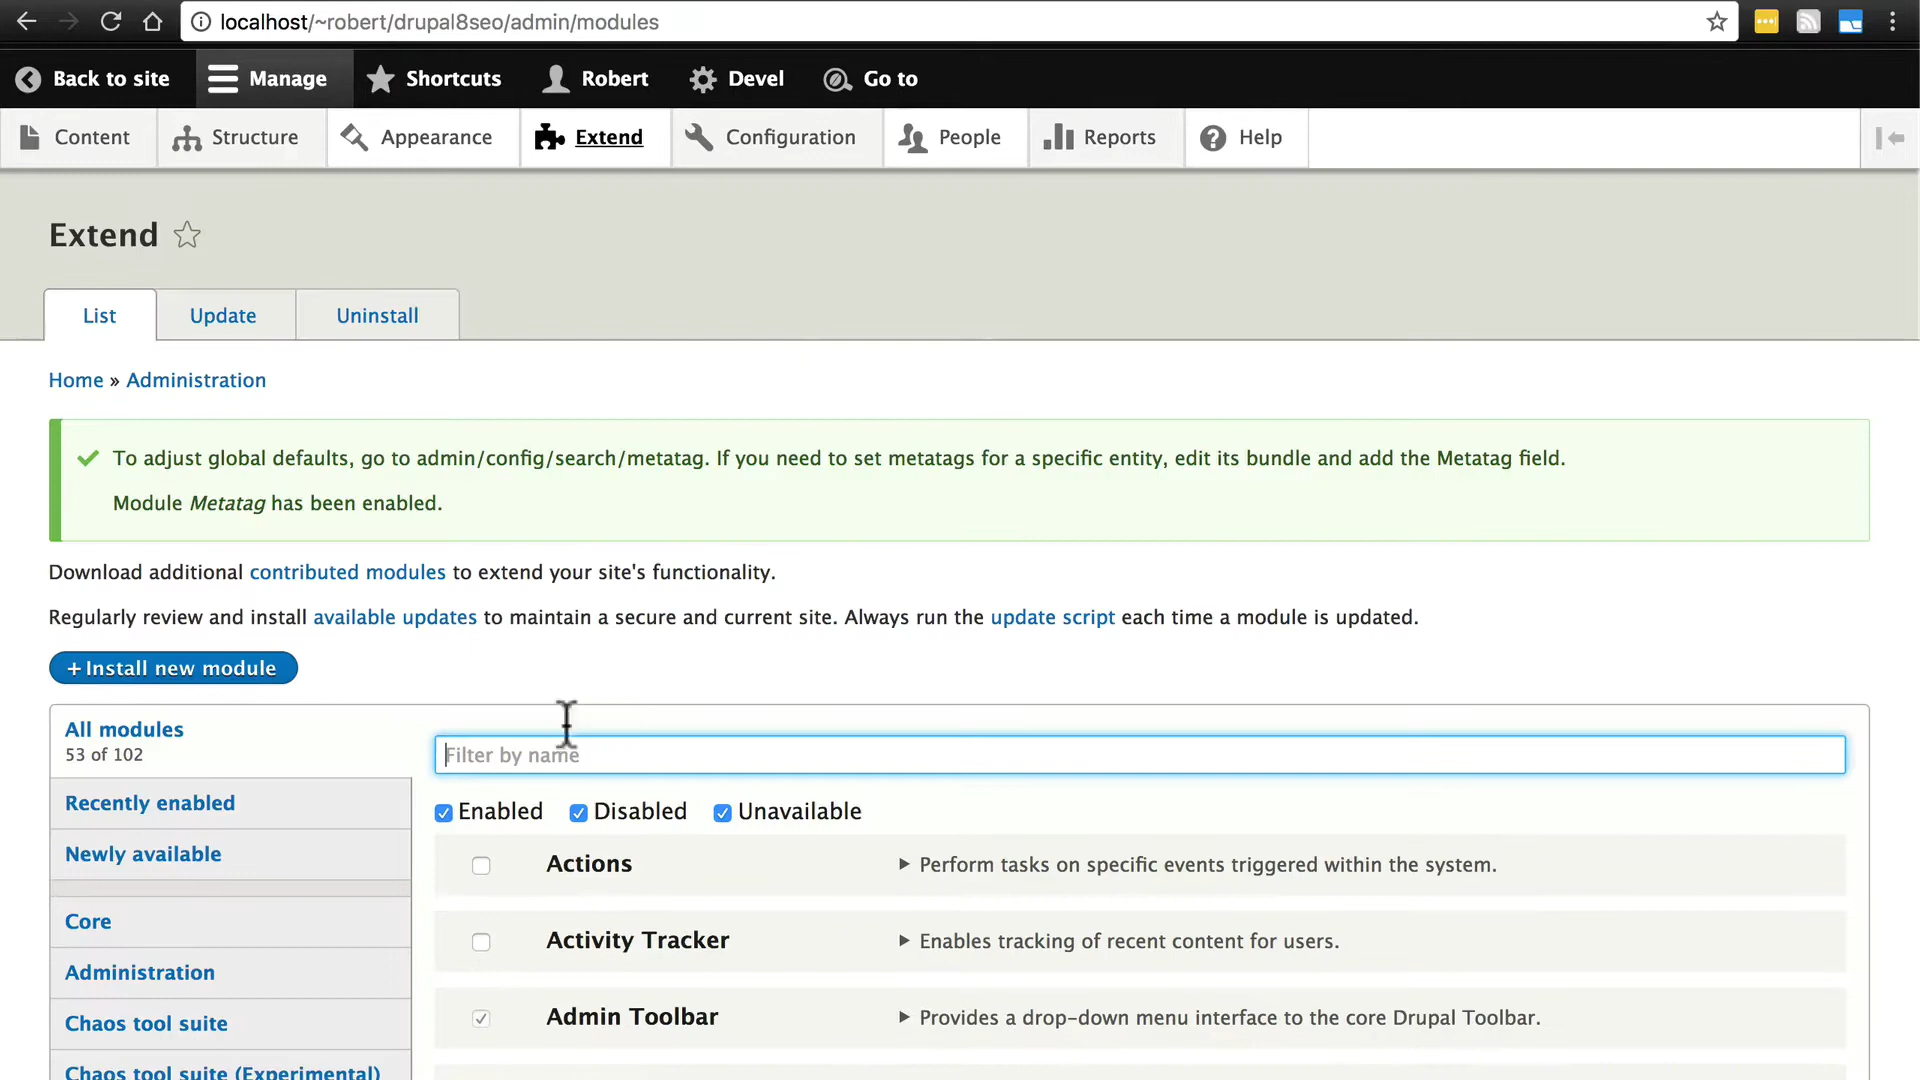 localhost/~robert/drupal8seo/admin/modules
Back to site Manage Shortcuts Robert Devel Go to
Content Structure Appearance Extend Configuration People Reports Help
Extend
List Update Uninstall
Home » Administration
To adjust global defaults, go to admin/config/search/metatag. If you need to set metatags for a specific entity, edit its bundle and add the Metatag field.
Module Metatag has been enabled.
Download additional contributed modules to extend your site's functionality.
Regularly review and install available updates to maintain a secure and current site. Always run the update script each time a module is updated.
+ Install new module
All modules
53 of 102
Recently enabled
Newly available
Core
Administration
Chaos tool suite
Chaos tool suite (Experimental)
Filter by name
Enabled Disabled Unavailable
Actions Perform tasks on specific events triggered within the system.
Activity Tracker Enables tracking of recent content for users.
Admin Toolbar Provides a drop-down menu interface to the core Drupal Toolbar.